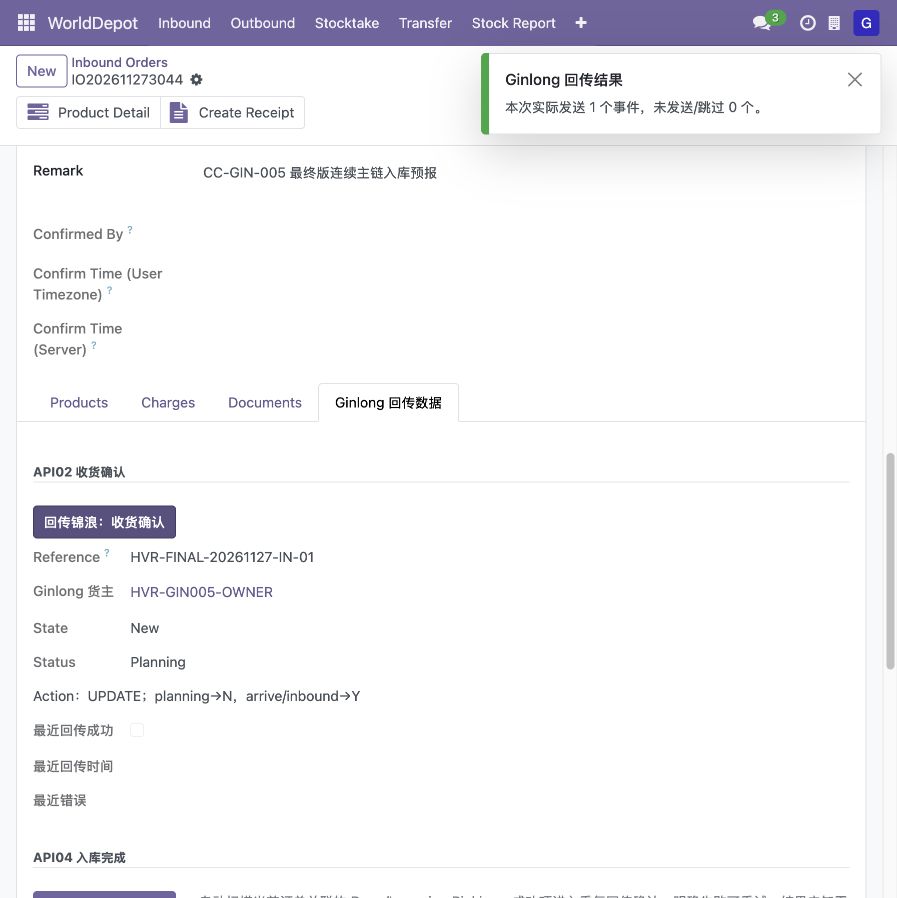 WorldDepot Inbound Outbound Stocktake Transfer Stock Report + 3 G
New
Inbound Orders
IO202611273044
Product Detail Create Receipt
Ginlong 回传结果
本次实际发送 1 个事件，未发送/跳过 0 个。
Remark CC-GIN-005 最终版连续主链入库预报
Confirmed By ?
Confirm Time (User
Timezone) ?
Confirm Time
(Server) ?
Products Charges Documents Ginlong 回传数据
API02 收货确认
回传锦浪：收货确认
Reference ? HVR-FINAL-20261127-IN-01
Ginlong 货主 HVR-GIN005-OWNER
State New
Status Planning
Action：UPDATE；planning→N，arrive/inbound→Y
最近回传成功
最近回传时间
最近错误
API04 入库完成